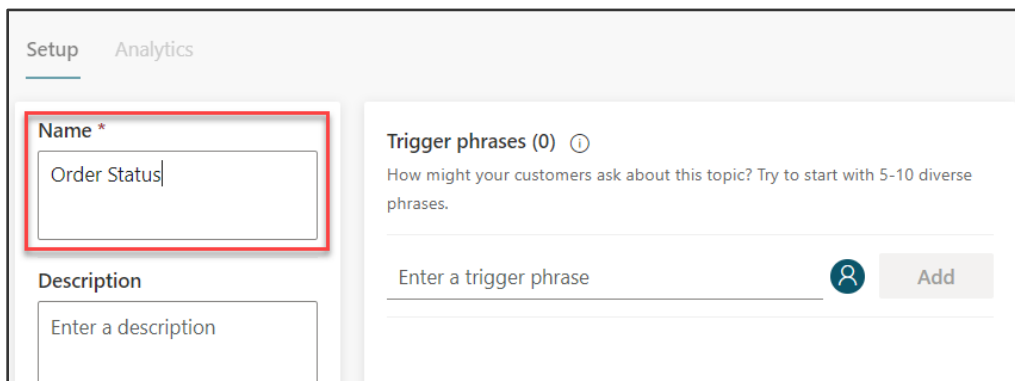 Setup Analytics
Name *
Order Status
Description
Enter a description
Trigger phrases (0)
How might your customers ask about this topic? Try to start with 5-10 diverse
phrases.
Enter a trigger phrase
Add